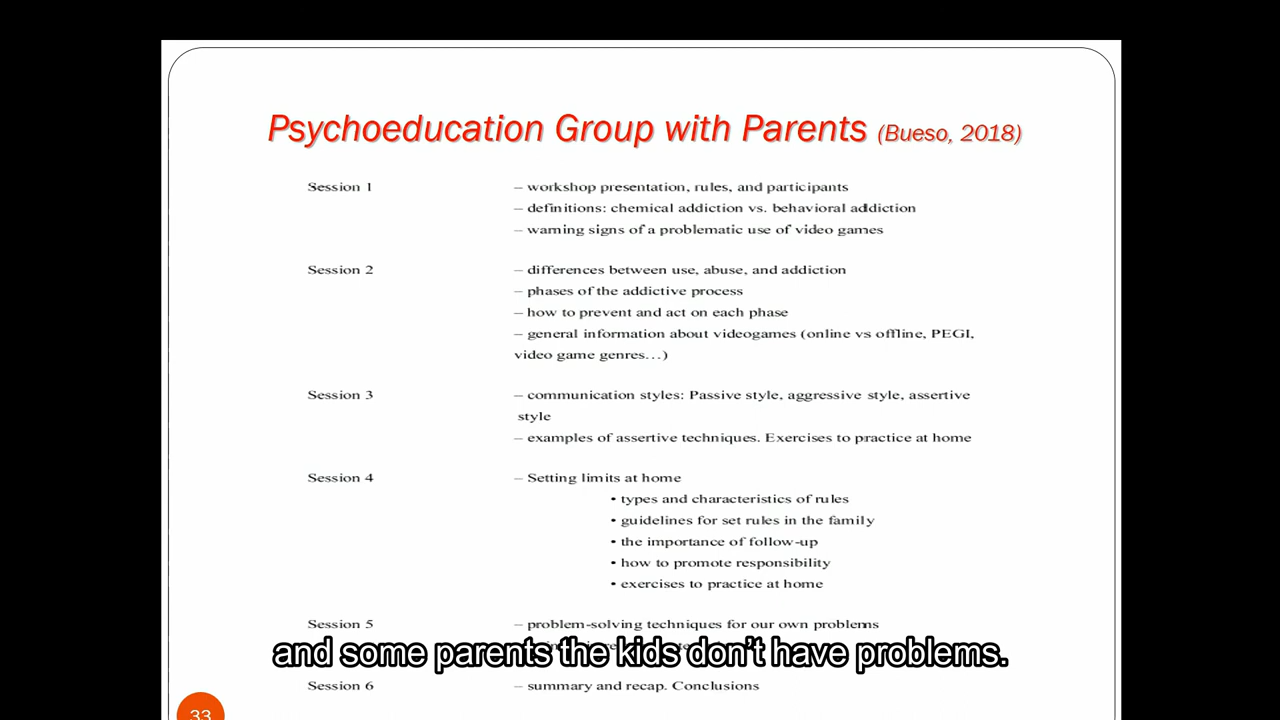 Psychoeducation Group with Parents (Bueso, 2018)
Session 1 – workshop presentation, rules, and participants
– definitions: chemical addiction vs. behavioral addiction
– warning signs of a problematic use of video games
Session 2 – differences between use, abuse, and addiction
– phases of the addictive process
– how to prevent and act on each phase
– general information about videogames (online vs offline, PEGI,
video game genres…)
Session 3 – communication styles: Passive style, aggressive style, assertive
style
– examples of assertive techniques. Exercises to practice at home
Session 4 – Setting limits at home
• types and characteristics of rules
• guidelines for set rules in the family
• the importance of follow-up
• how to promote responsibility
• exercises to practice at home
Session 5 – problem-solving techniques for our own problems
and some parents the kids don't have problems.
Session 6 – summary and recap. Conclusions
33